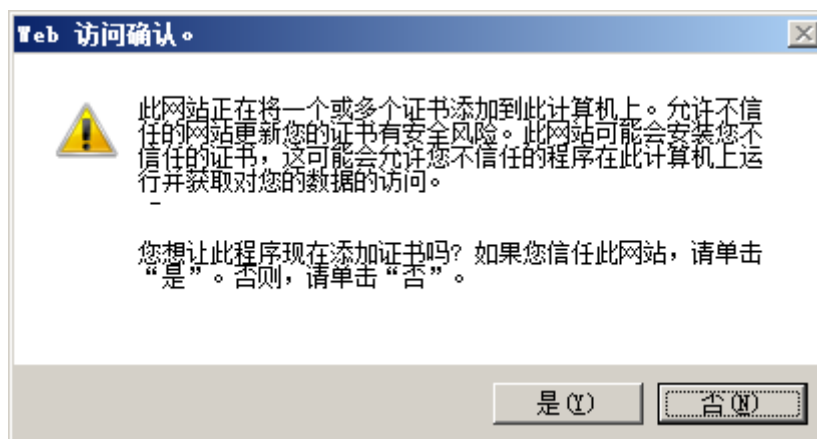 Web 访问确认。
此网站正在将一个或多个证书添加到此计算机上。允许不信
任的网站更新您的证书有安全风险。此网站可能会安装您不
信任的证书，这可能会允许您不信任的程序在此计算机上运
行并获取对您的数据的访问。
-
您想让此程序现在添加证书吗? 如果您信任此网站，请单击
“是”。否则，请单击“否”。
是(Y)
否(N)